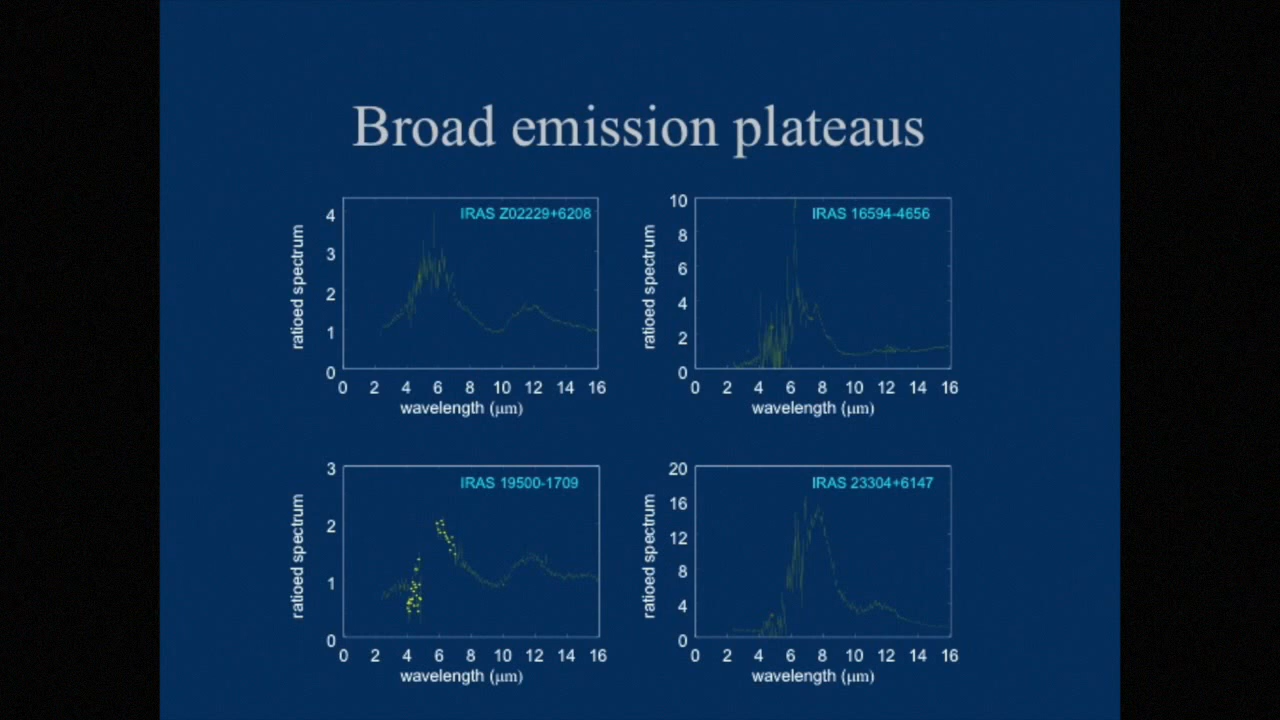 Broad emission plateaus
IRAS Z02229+6208
4
3
2
1
0
ratioed spectrum
0 2 4 6 8 10 12 14 16
wavelength (μm)
IRAS 16594-4656
10
8
6
4
2
0
ratioed spectrum
0 2 4 6 8 10 12 14 16
wavelength (μm)
IRAS 19500-1709
3
2
1
0
ratioed spectrum
0 2 4 6 8 10 12 14 16
wavelength (μm)
IRAS 23304+6147
20
16
12
8
4
0
ratioed spectrum
0 2 4 6 8 10 12 14 16
wavelength (μm)